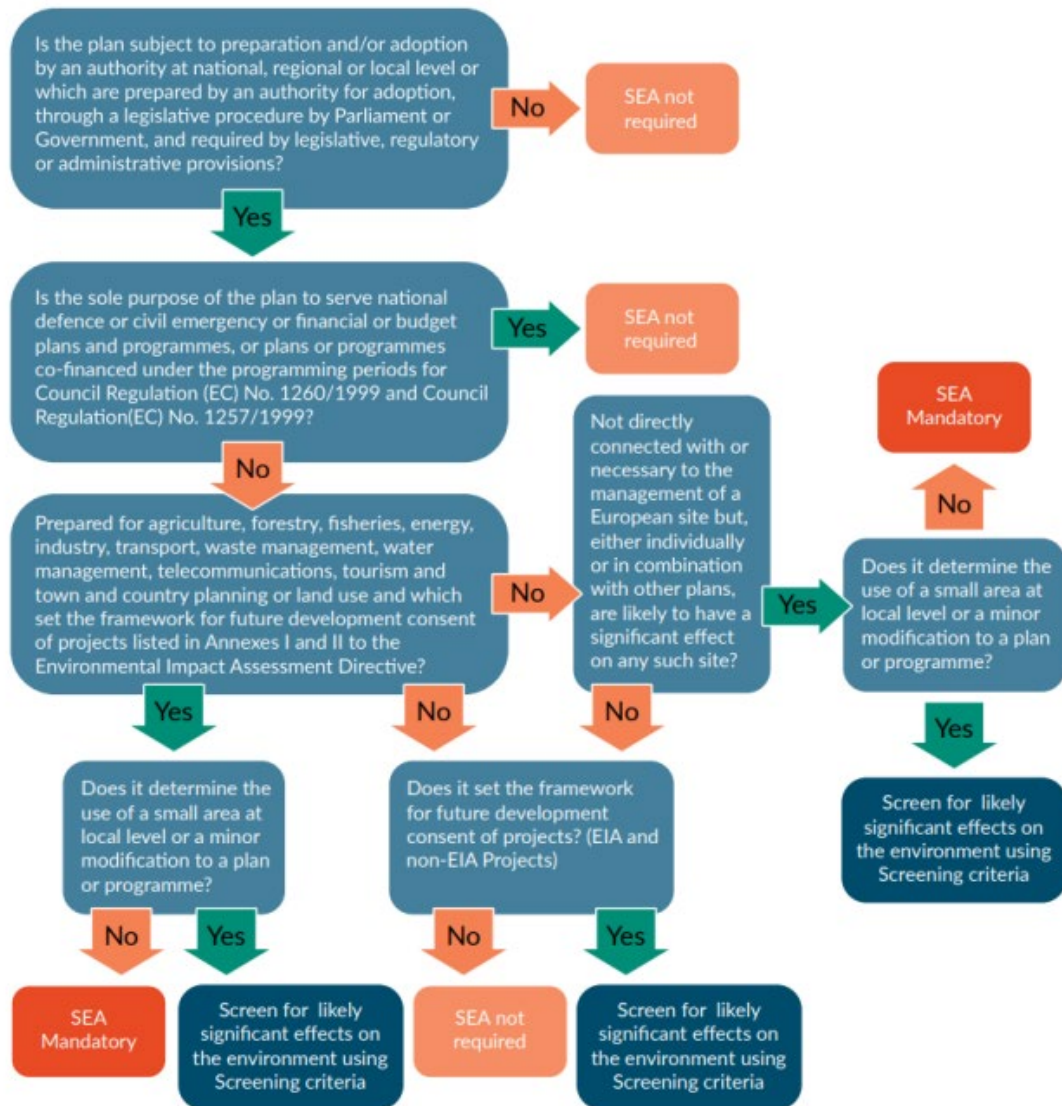 Is the plan subject to preparation and/or adoption
by an authority at national, regional or local level or
which are prepared by an authority for adoption,
through a legislative procedure by Parliament or
Government, and required by legislative, regulatory
or administrative provisions?
No
SEA not
required
Yes
Is the sole purpose of the plan to serve national
defence or civil emergency or financial or budget
plans and programmes, or plans or programmes
co-financed under the programming periods for
Council Regulation (EC) No. 1260/1999 and Council
Regulation(EC) No. 1257/1999?
Yes
SEA not
required
No
Prepared for agriculture, forestry, fisheries, energy,
industry, transport, waste management, water
management, telecommunications, tourism and
town and country planning or land use and which
set the framework for future development consent
of projects listed in Annexes I and II to the
Environmental Impact Assessment Directive?
No
Not directly
connected with or
necessary to the
management of a
European site but,
either individually
or in combination
with other plans,
are likely to have a
significant effect
on any such site?
Yes
Does it determine the
use of a small area at
local level or a minor
modification to a plan
or programme?
No
SEA
Mandatory
Yes
Screen for likely
significant effects on
the environment using
Screening criteria
Yes
No
No
Does it determine the
use of a small area at
local level or a minor
modification to a plan
or programme?
Does it set the framework
for future development
consent of projects? (EIA and
non-EIA Projects)
No
Yes
No
Yes
SEA
Mandatory
Screen for likely
significant effects on
the environment using
Screening criteria
SEA not
required
Screen for likely
significant effects on
the environment using
Screening criteria